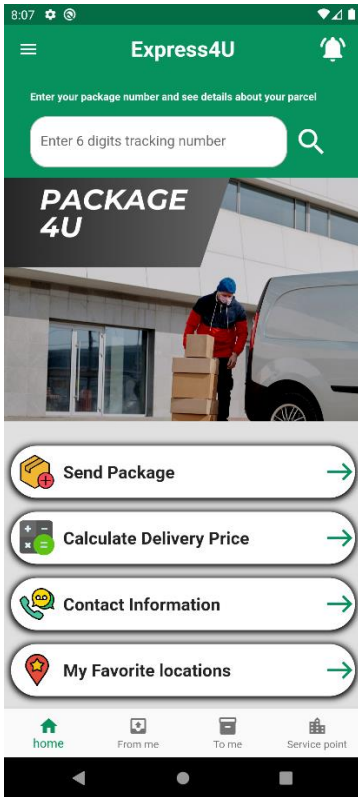 8:07
Express4U
Enter your package number and see details about your parcel
Enter 6 digits tracking number
PACKAGE
4U
Send Package
Calculate Delivery Price
Contact Information
My Favorite locations
home From me To me Service point